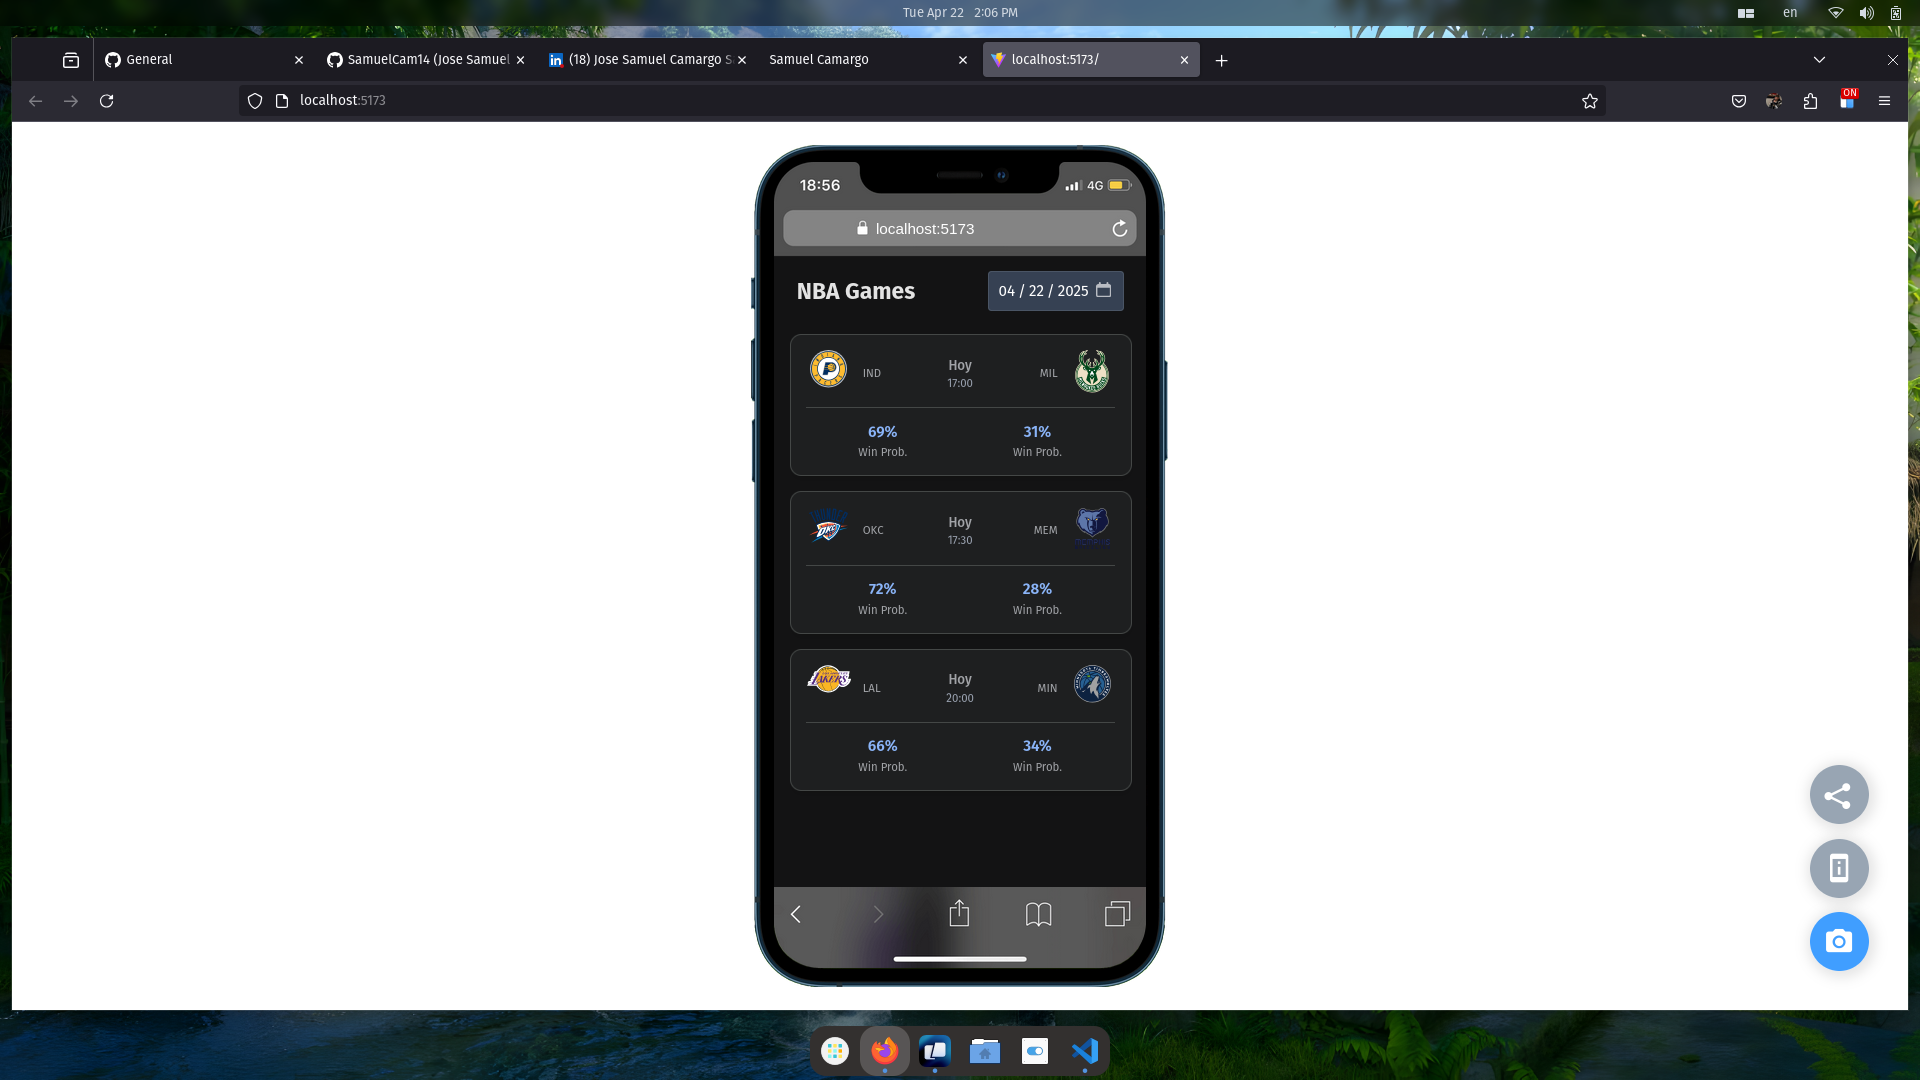 Tue Apr 22 2:06 PM
en
General
SamuelCam14 (Jose Samuel
(18) Jose Samuel Camargo S
Samuel Camargo
localhost:5173/
localhost:5173
ON
18:56
4G
localhost:5173
NBA Games
04 / 22 / 2025
IND
Hoy
17:00
MIL
69%
Win Prob.
31%
Win Prob.
OKC
Hoy
17:30
MEM
72%
Win Prob.
28%
Win Prob.
LAL
Hoy
20:00
MIN
66%
Win Prob.
34%
Win Prob.